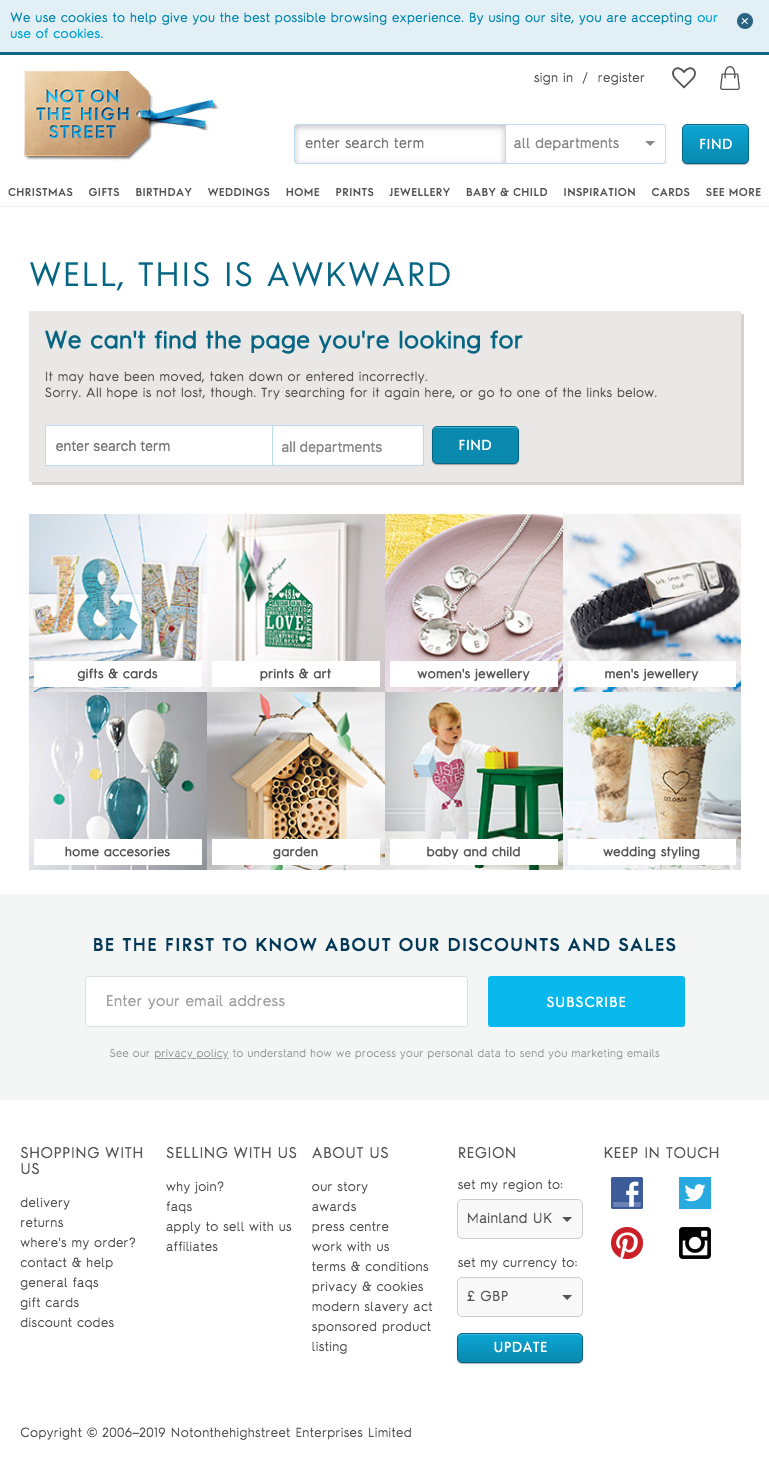 We use cookies to help give you the best possible browsing experience. By using our site, you are accepting our
use of cookies.
NOT ON
THE HIGH
STREET
sign in / register
enter search term
all departments
FIND
CHRISTMAS GIFTS BIRTHDAY WEDDINGS HOME PRINTS JEWELLERY BABY & CHILD INSPIRATION CARDS SEE MORE
WELL, THIS IS AWKWARD
We can't find the page you're looking for
It may have been moved, taken down or entered incorrectly.
Sorry. All hope is not lost, though. Try searching for it again here, or go to one of the links below.
enter search term
all departments
FIND
J&M
LOVE
We love you
Dad
gifts & cards
prints & art
women's jewellery
men's jewellery
home accesories
garden
baby and child
wedding styling
BE THE FIRST TO KNOW ABOUT OUR DISCOUNTS AND SALES
Enter your email address
SUBSCRIBE
See our privacy policy to understand how we process your personal data to send you marketing emails
SHOPPING WITH
US
delivery
returns
where's my order?
contact & help
general faqs
gift cards
discount codes
SELLING WITH US
why join?
faqs
apply to sell with us
affiliates
ABOUT US
our story
awards
press centre
work with us
terms & conditions
privacy & cookies
modern slavery act
sponsored product
listing
REGION
set my region to:
Mainland UK
set my currency to:
£ GBP
UPDATE
KEEP IN TOUCH
Copyright © 2006–2019 Notonthehighstreet Enterprises Limited